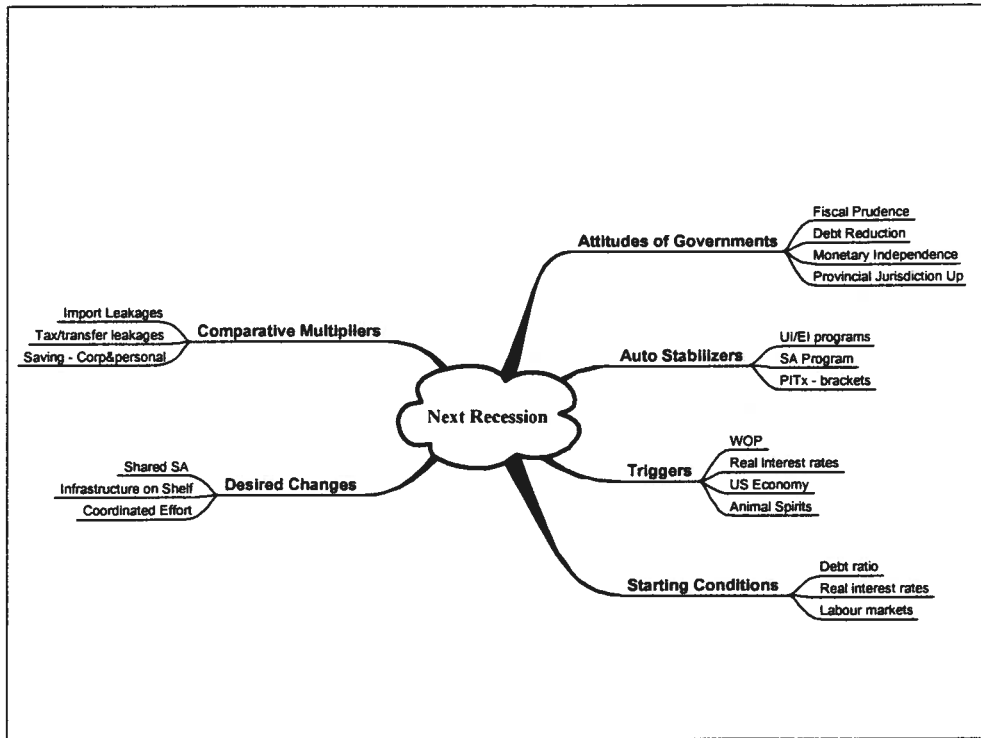 Next Recession
Attitudes of Governments
Fiscal Prudence
Debt Reduction
Monetary Independence
Provincial Jurisdiction Up
Auto Stabilizers
UI/EI programs
SA Program
PITx - brackets
Triggers
WOP
Real Interest rates
US Economy
Animal Spirits
Starting Conditions
Debt ratio
Real interest rates
Labour markets
Comparative Multipliers
Import Leakages
Tax/transfer leakages
Saving - Corp&personal
Desired Changes
Shared SA
Infrastructure on Shelf
Coordinated Effort